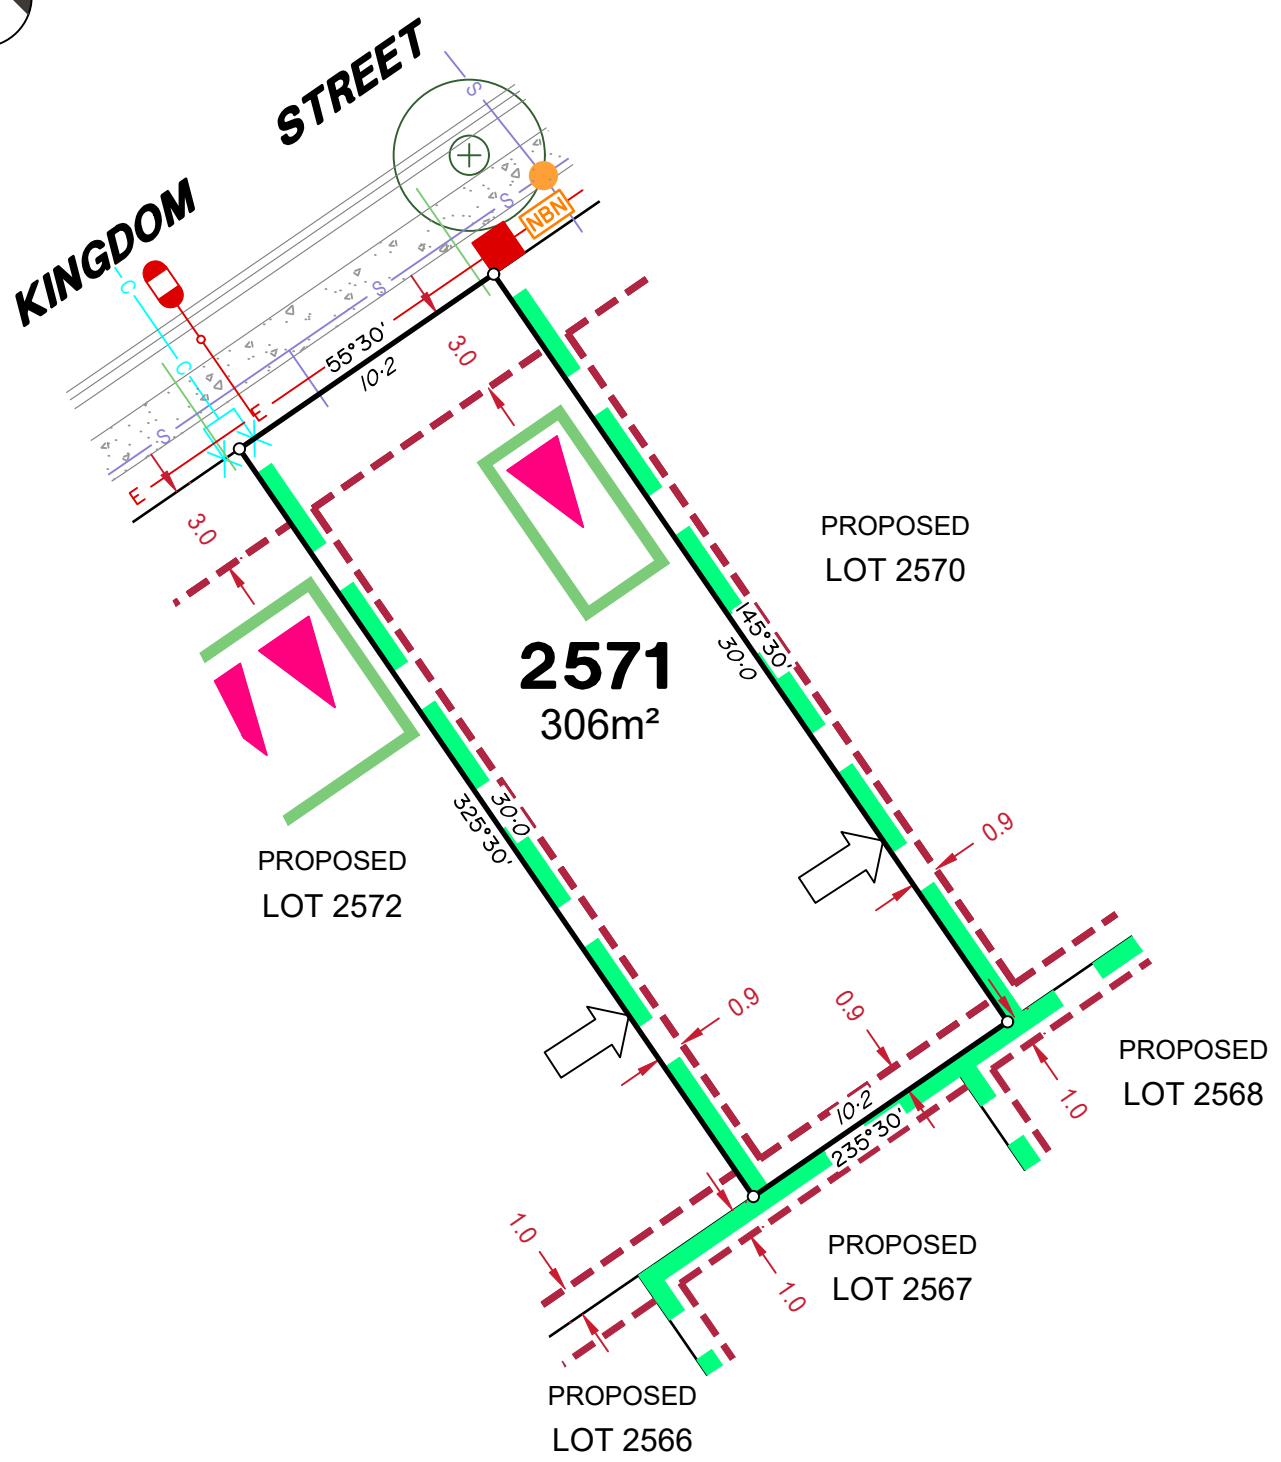 KINGDOM STREET
S
S
S
S
C
C
E
E
NBN
55°30'
10·2
3.0
3.0
PROPOSED
LOT 2570
145°30'
30·0
2571
306m²
30·0
325°30'
PROPOSED
LOT 2572
0.9
0.9
0.9
10·2
235°30'
PROPOSED
LOT 2568
1.0
1.0
1.0
PROPOSED
LOT 2567
PROPOSED
LOT 2566